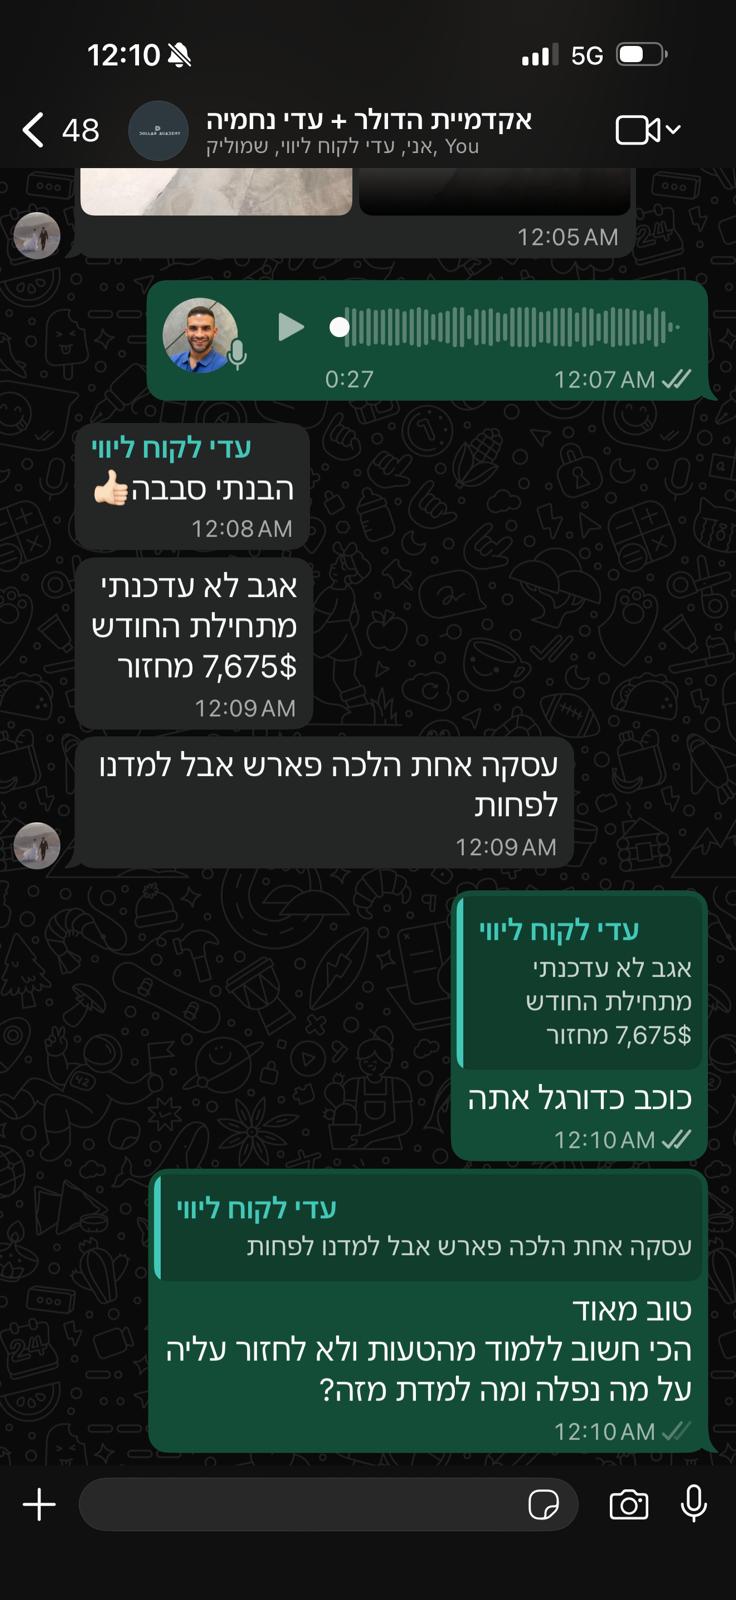 12:10
5G
48
אקדמיית הדולר + עדי נחמיה
אני, עדי לקוח ליווי, שמוליק, You
DOLLAR ACADEMY
12:05 AM
0:27
12:07 AM
עדי לקוח ליווי
הבנתי סבבה👍🏻
12:08 AM
אגב לא עדכנתי
מתחילת החודש
7,675$ מחזור
12:09 AM
עסקה אחת הלכה פארש אבל למדנו
לפחות
12:09 AM
עדי לקוח ליווי
אגב לא עדכנתי
מתחילת החודש
7,675$ מחזור
כוכב כדורגל אתה
12:10 AM
עדי לקוח ליווי
עסקה אחת הלכה פארש אבל למדנו לפחות
טוב מאוד
הכי חשוב ללמוד מהטעות ולא לחזור עליה
על מה נפלה ומה למדת מזה?
12:10 AM